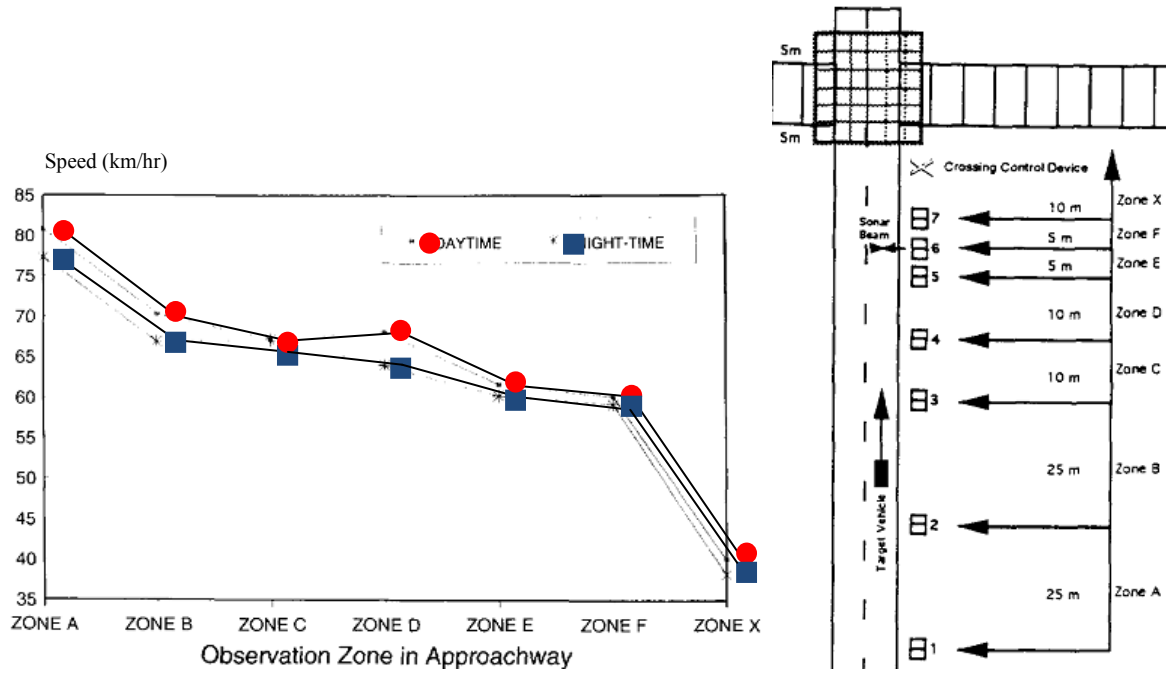 Speed (km/hr)
85
80
75
70
65
60
55
50
45
40
35
DAYTIME
NIGHT-TIME
ZONE A ZONE B ZONE C ZONE D ZONE E ZONE F ZONE X
Observation Zone in Approachway
5m
5m
Crossing Control Device
Sonar
Beam
Target Vehicle
7
10 m
Zone X
6
5 m
Zone F
5
5 m
Zone E
4
10 m
Zone D
3
10 m
Zone C
2
25 m
Zone B
1
25 m
Zone A